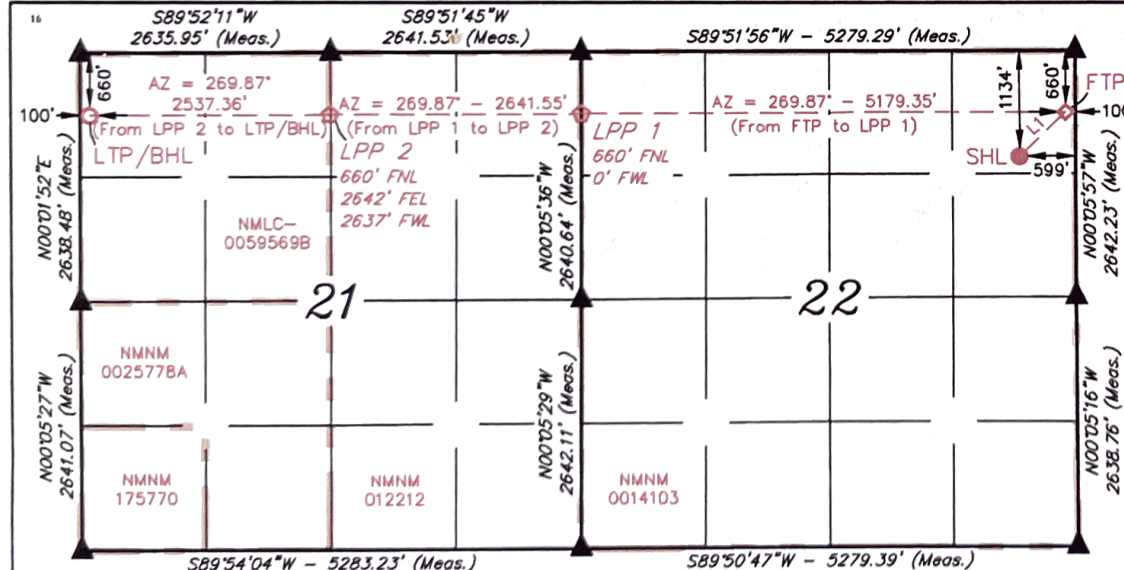 16
S89°52'11"W
2635.95' (Meas.)
S89°51'45"W
2641.53' (Meas.)
S89°51'56"W – 5279.29' (Meas.)
660'
AZ = 269.87°
2537.36'
100'
(From LPP 2 to LTP/BHL)
LTP/BHL
AZ = 269.87° – 2641.55'
(From LPP 1 to LPP 2)
LPP 2
660' FNL
2642' FEL
2637' FWL
AZ = 269.87° – 5179.35'
(From FTP to LPP 1)
LPP 1
660' FNL
0' FWL
1134'
660'
FTP
100'
L1
SHL
599'
N00°01'52"E
2638.48' (Meas.)
NMLC-
0059569B
N00°05'36"W
2640.64' (Meas.)
N00°05'57"W
2642.23' (Meas.)
21
22
NMNM
0025778A
N00°05'27"W
2641.07' (Meas.)
N00°05'29"W
2642.11' (Meas.)
N00°05'16"W
2638.76' (Meas.)
NMNM
175770
NMNM
012212
NMNM
0014103
S89°54'04"W – 5283.23' (Meas.)
S89°50'47"W – 5279.39' (Meas.)